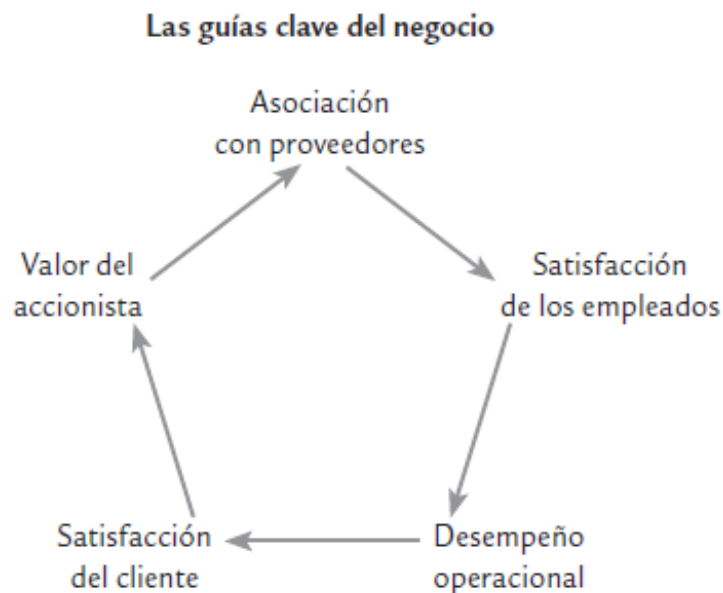 Las guías clave del negocio
Asociación
con proveedores
Valor del
accionista
Satisfacción
de los empleados
Satisfacción
del cliente
Desempeño
operacional